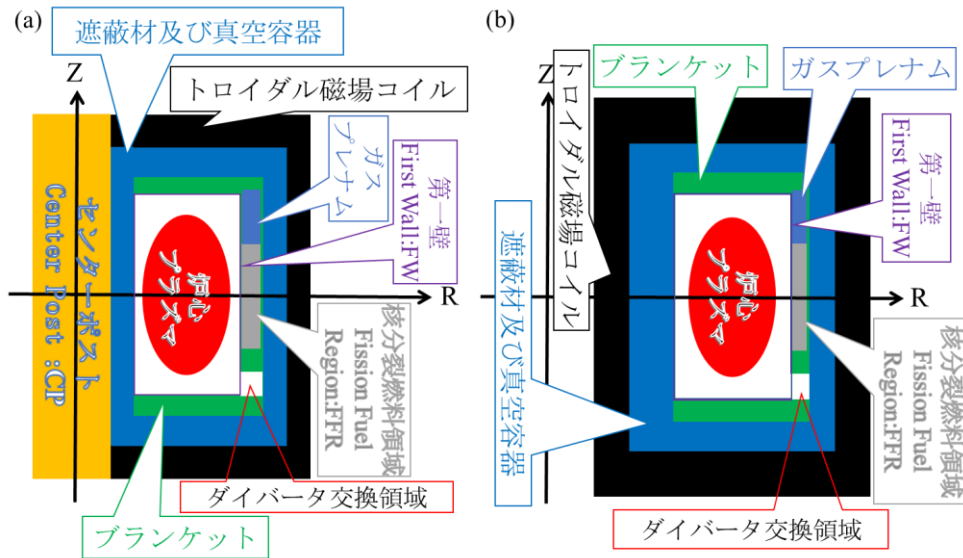 (a)
遮蔽材及び真空容器
Z
トロイダル磁場コイル
ガス
プレナム
第一壁
First Wall:FW
センターポスト
Center Post :CP
炉心
プラズマ
R
核分裂燃料領域
Fission Fuel
Region:FFR
ダイバータ交換領域
ブランケット
(b)
Z
トロイダル磁場コイル
ブランケット
ガスプレナム
第一壁
First Wall:FW
炉心
プラズマ
R
遮蔽材及び真空容器
核分裂燃料領域
Fission Fuel
Region:FFR
ダイバータ交換領域